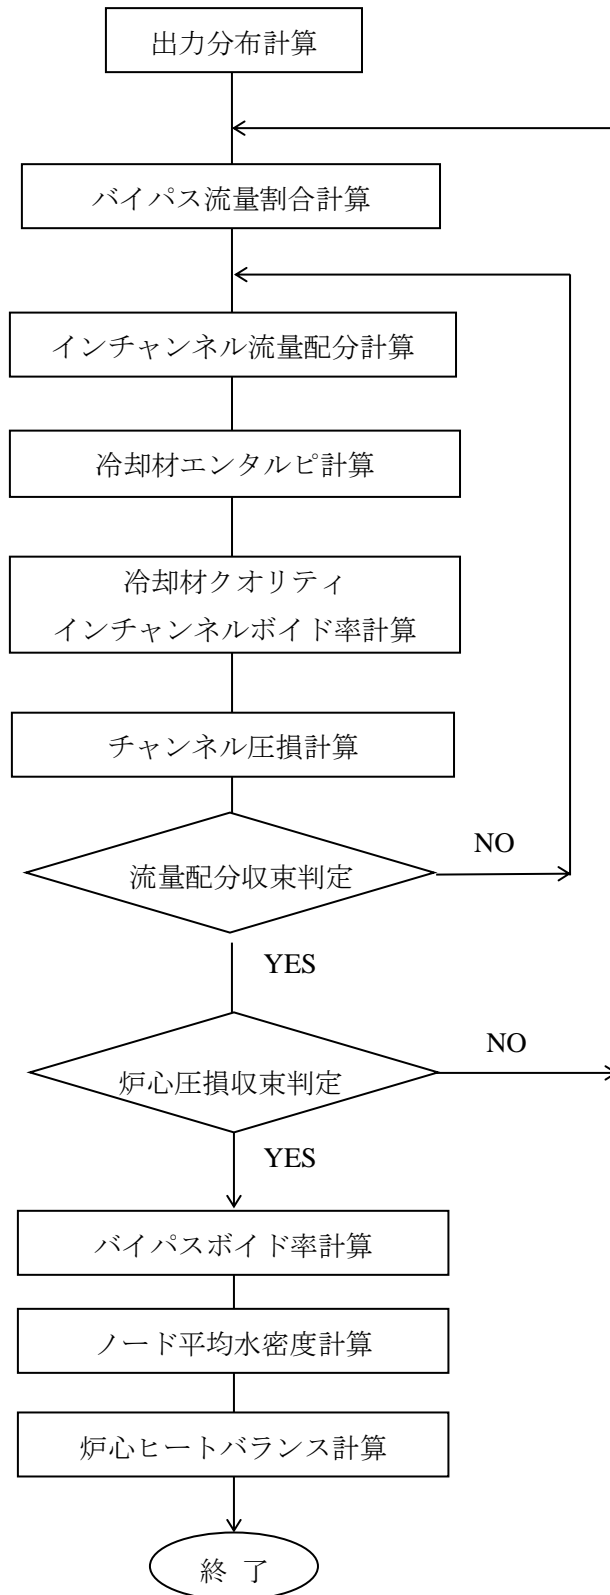 出力分布計算
バイパス流量割合計算
インチャンネル流量配分計算
冷却材エンタルピ計算
冷却材クオリティ
インチャンネルボイド率計算
チャンネル圧損計算
NO
流量配分収束判定
YES
NO
炉心圧損収束判定
YES
バイパスボイド率計算
ノード平均水密度計算
炉心ヒートバランス計算
終 了